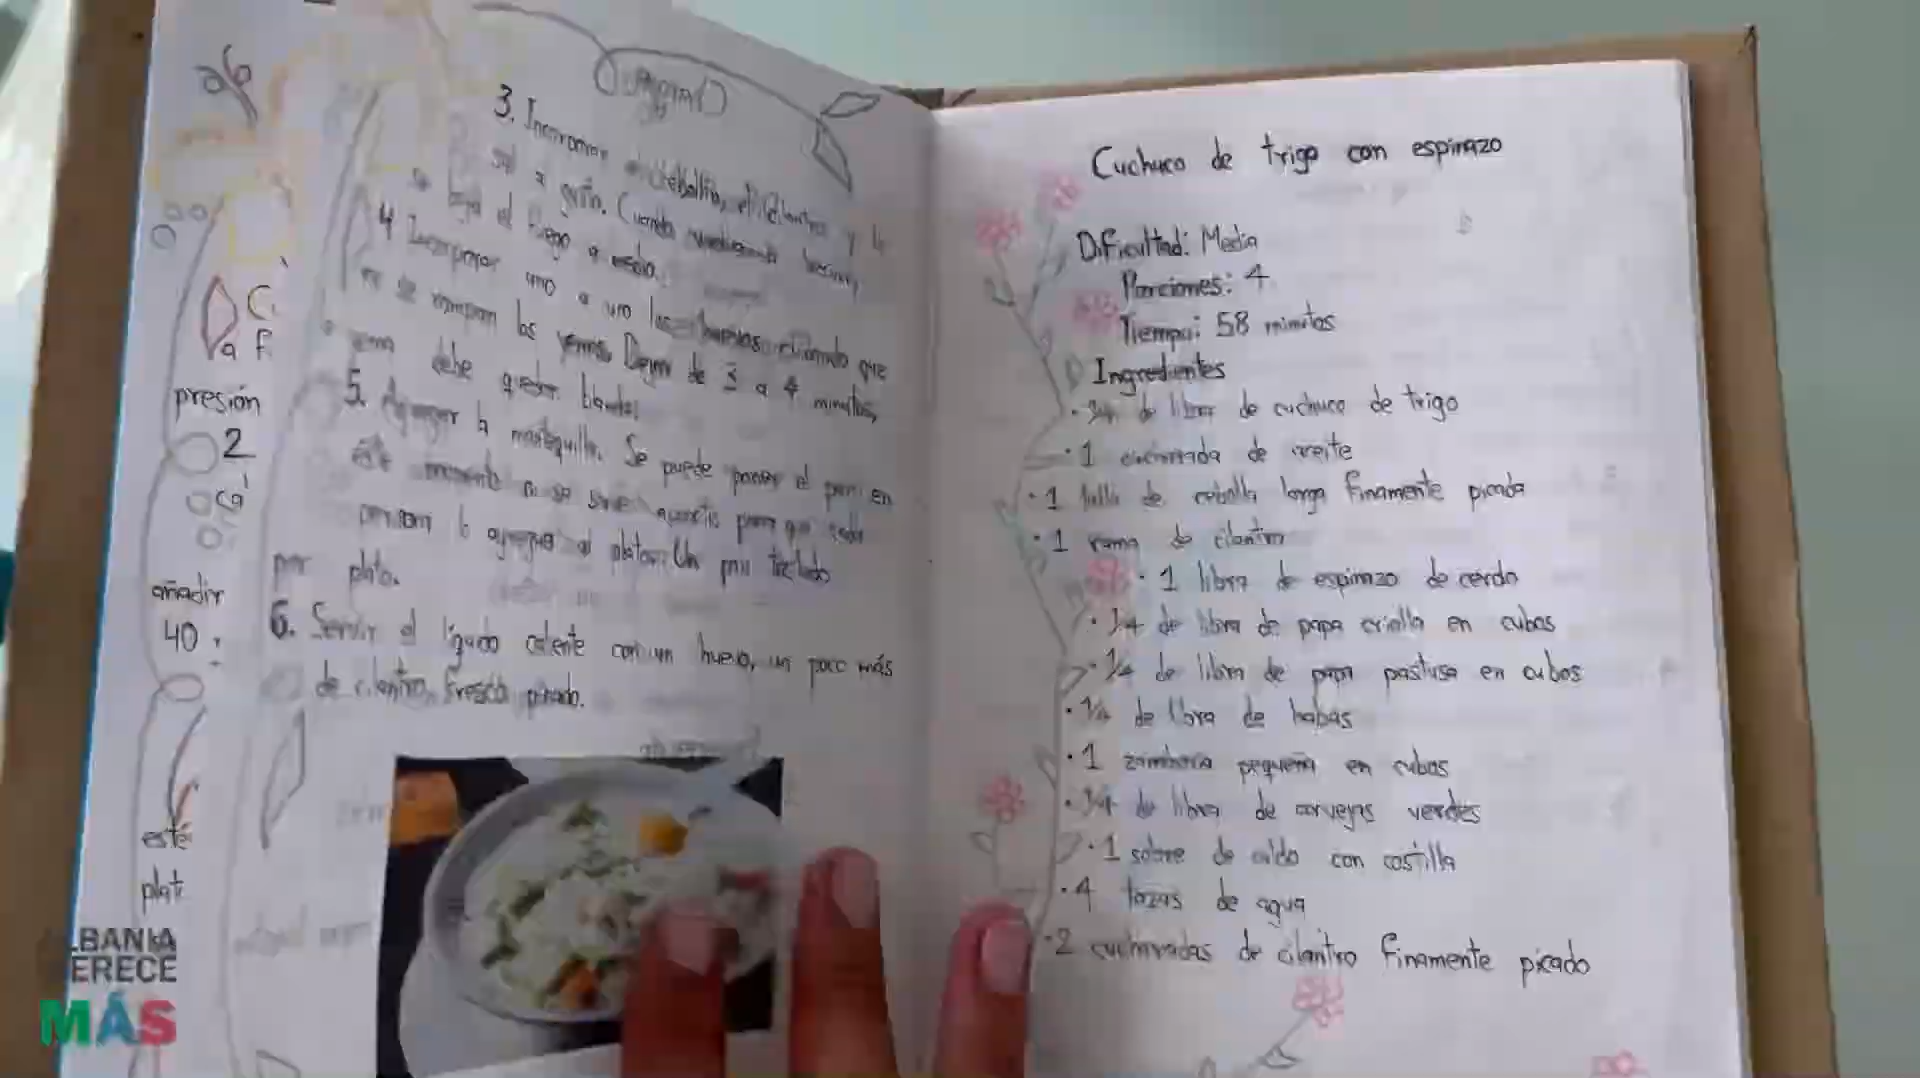 presión
2
añadir
40
esté
plat
3. Incorporar el cebollín, el cilantro y la
sal a gusto. Cuando
se baja el fuego a medio.
4 Incorporar uno a uno los huevos cuidando que
no se rompan las yemas. Dejar de 3 a 4 minutos,
yema debe quedar blanda.
5. Agregar la mantequilla. Se puede poner el pan en
este momento o se sirve aparte para que cada
persona lo agregue al plato. Un pan tostado
por plato.
6. Servir el líquido caliente con un huevo, un poco más
de cilantro fresco picado.
Cuchuco de trigo con espinazo
Dificultad: Media
Porciones: 4
Tiempo: 58 minutos
Ingredientes
· 3/4 de libra de cuchuco de trigo
· 1 cucharada de aceite
· 1 tallo de cebolla larga finamente picada
· 1 rama de cilantro
· 1 libra de espinazo de cerdo
· 1/4 de libra de papa criolla en cubos
· 1/4 de libra de papa pastusa en cubos
· 1/4 de libra de habas
· 1 zanahoria pequeña en cubos
· 3/4 de libra de arvejas verdes
· 1 sobre de caldo con costilla
· 4 tazas de agua
· 2 cucharadas de cilantro finamente picado
LBANIA
ERECE
MÁS